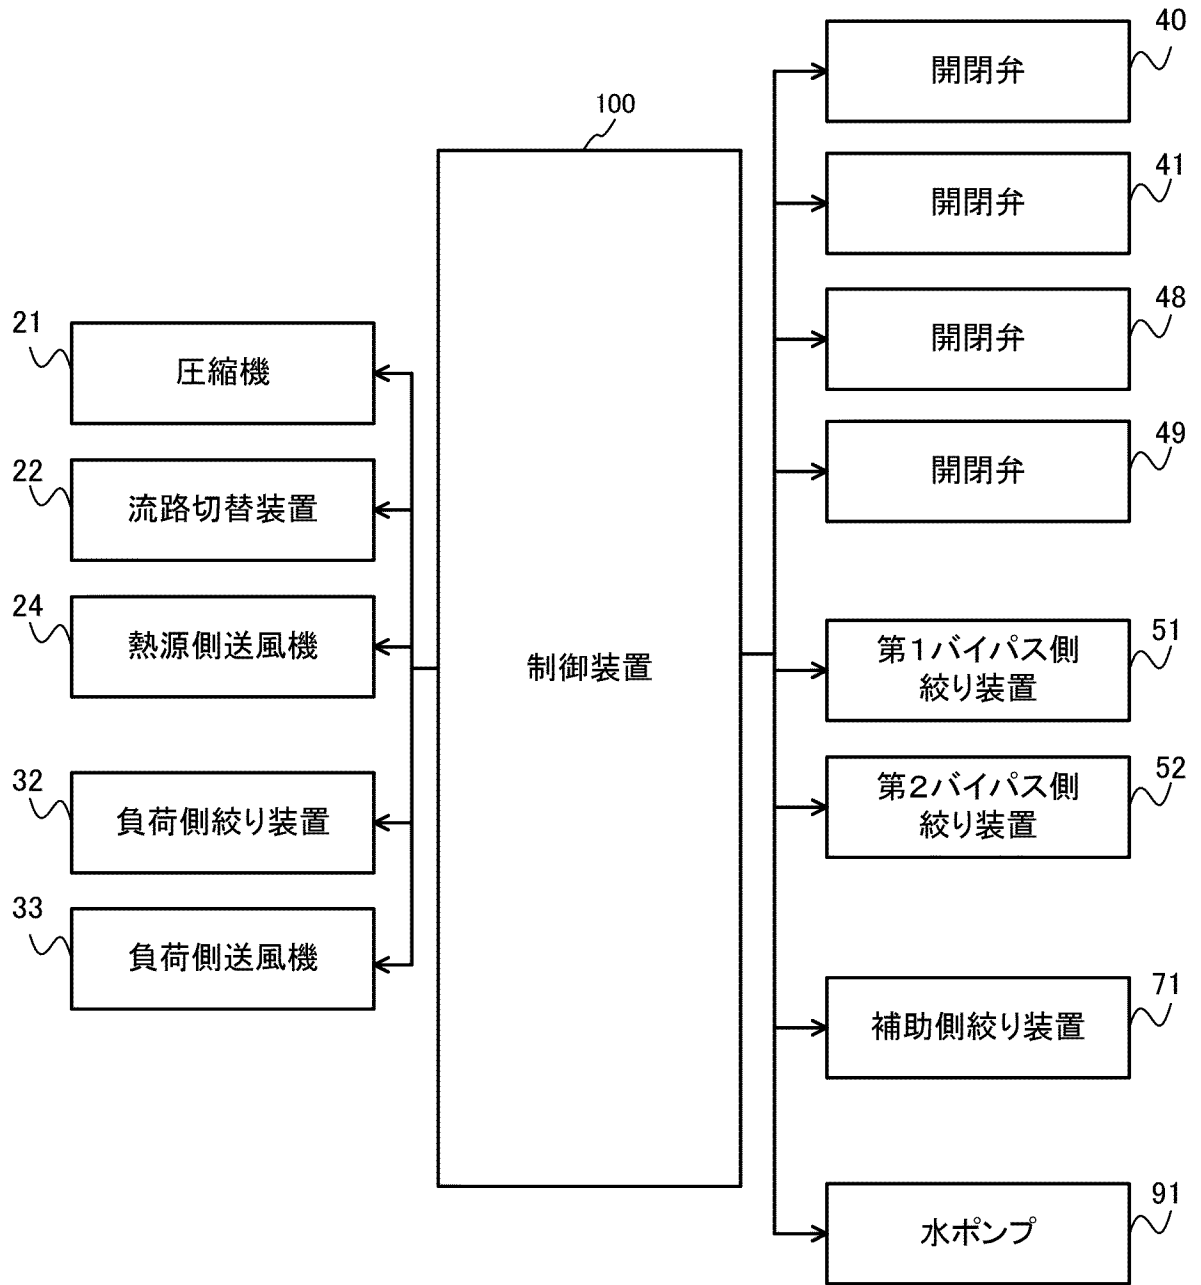 100
制御装置
21
圧縮機
22
流路切替装置
24
熱源側送風機
32
負荷側絞り装置
33
負荷側送風機
40
開閉弁
41
開閉弁
48
開閉弁
49
開閉弁
51
第１バイパス側
絞り装置
52
第２バイパス側
絞り装置
71
補助側絞り装置
91
水ポンプ